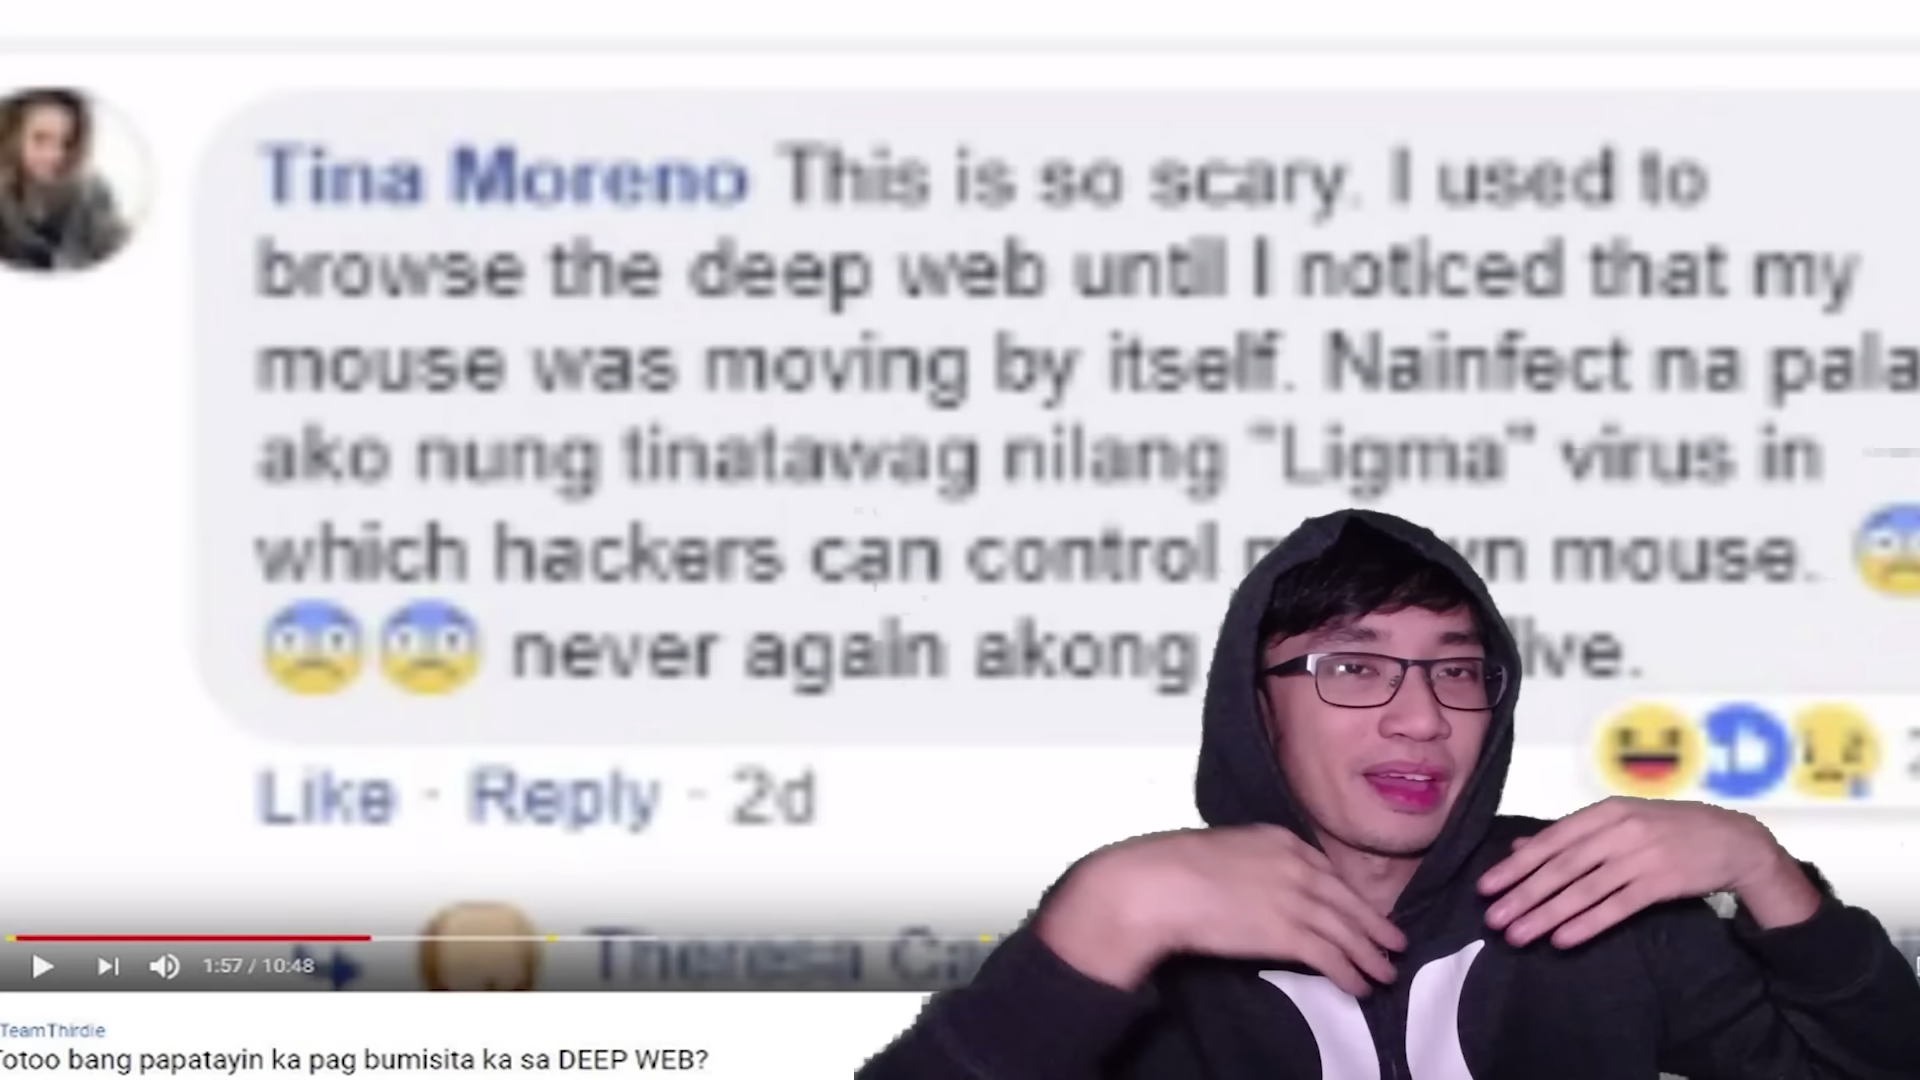 Tina Moreno This is so scary. I used to
browse the deep web until I noticed that my
mouse was moving by itself. Nainfect na pala
ako nung tinatawag nilang "Ligma" virus in
which hackers can control mouse.
never again akong
Like · Reply · 2d
Theresa
1:57 / 10:48
TeamThirdie
Totoo bang papatayin ka pag bumisita ka sa DEEP WEB?